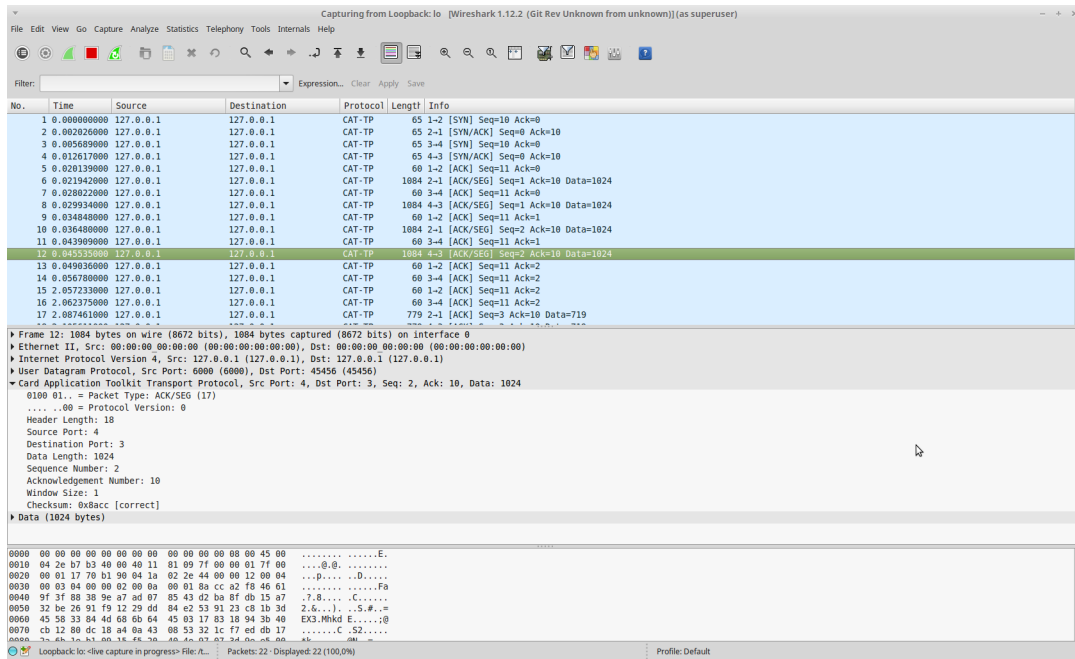 Capturing from Loopback: lo [Wireshark 1.12.2 (Git Rev Unknown from unknown)] (as superuser)
File Edit View Go Capture Analyze Statistics Telephony Tools Internals Help
Filter: Expression... Clear Apply Save
No. Time Source Destination Protocol Length Info
1 0.000000000 127.0.0.1 127.0.0.1 CAT-TP 65 1→2 [SYN] Seq=10 Ack=0
2 0.002026000 127.0.0.1 127.0.0.1 CAT-TP 65 2→1 [SYN/ACK] Seq=0 Ack=10
3 0.005689000 127.0.0.1 127.0.0.1 CAT-TP 65 3→4 [SYN] Seq=10 Ack=0
4 0.012617000 127.0.0.1 127.0.0.1 CAT-TP 65 4→3 [SYN/ACK] Seq=0 Ack=10
5 0.020139000 127.0.0.1 127.0.0.1 CAT-TP 60 1→2 [ACK] Seq=11 Ack=0
6 0.021942000 127.0.0.1 127.0.0.1 CAT-TP 1084 2→1 [ACK/SEG] Seq=1 Ack=10 Data=1024
7 0.028022000 127.0.0.1 127.0.0.1 CAT-TP 60 3→4 [ACK] Seq=11 Ack=0
8 0.029934000 127.0.0.1 127.0.0.1 CAT-TP 1084 4→3 [ACK/SEG] Seq=1 Ack=10 Data=1024
9 0.034848000 127.0.0.1 127.0.0.1 CAT-TP 60 1→2 [ACK] Seq=11 Ack=1
10 0.036480000 127.0.0.1 127.0.0.1 CAT-TP 1084 2→1 [ACK/SEG] Seq=2 Ack=10 Data=1024
11 0.043909000 127.0.0.1 127.0.0.1 CAT-TP 60 3→4 [ACK] Seq=11 Ack=1
12 0.045535000 127.0.0.1 127.0.0.1 CAT-TP 1084 4→3 [ACK/SEG] Seq=2 Ack=10 Data=1024
13 0.049036000 127.0.0.1 127.0.0.1 CAT-TP 60 1→2 [ACK] Seq=11 Ack=2
14 0.056780000 127.0.0.1 127.0.0.1 CAT-TP 60 3→4 [ACK] Seq=11 Ack=2
15 2.057233000 127.0.0.1 127.0.0.1 CAT-TP 60 1→2 [ACK] Seq=11 Ack=2
16 2.062375000 127.0.0.1 127.0.0.1 CAT-TP 60 3→4 [ACK] Seq=11 Ack=2
17 2.087461000 127.0.0.1 127.0.0.1 CAT-TP 779 2→1 [ACK] Seq=3 Ack=10 Data=719
Frame 12: 1084 bytes on wire (8672 bits), 1084 bytes captured (8672 bits) on interface 0
Ethernet II, Src: 00:00:00_00:00:00 (00:00:00:00:00:00), Dst: 00:00:00_00:00:00 (00:00:00:00:00:00)
Internet Protocol Version 4, Src: 127.0.0.1 (127.0.0.1), Dst: 127.0.0.1 (127.0.0.1)
User Datagram Protocol, Src Port: 6000 (6000), Dst Port: 45456 (45456)
Card Application Toolkit Transport Protocol, Src Port: 4, Dst Port: 3, Seq: 2, Ack: 10, Data: 1024
0100 01.. = Packet Type: ACK/SEG (17)
.... ..00 = Protocol Version: 0
Header Length: 18
Source Port: 4
Destination Port: 3
Data Length: 1024
Sequence Number: 2
Acknowledgement Number: 10
Window Size: 1
Checksum: 0x8acc [correct]
Data (1024 bytes)
0000 00 00 00 00 00 00 00 00 00 00 00 00 08 00 45 00 ........ ......E.
0010 04 2e b7 b3 40 00 40 11 81 09 7f 00 00 01 7f 00 ....@.@. ........
0020 00 01 17 70 b1 90 04 1a 02 2e 44 00 00 12 00 04 ...p.... ..D.....
0030 00 03 04 00 00 02 00 0a 00 01 8a cc a2 f8 46 61 ........ ......Fa
0040 9f 3f 88 38 9e a7 ad 07 85 43 d2 ba 8f db 15 a7 .?.8.... .C......
0050 32 be 26 91 f9 12 29 dd 84 e2 53 91 23 c8 1b 3d 2.&...). ..S.#..=
0060 45 58 33 84 4d 68 6b 64 45 03 17 83 18 94 3b 40 EX3.Mhkd E.....;@
0070 cb 12 80 dc 18 a4 0a 43 08 53 32 1c f7 ed db 17 .......C .S2.....
Loopback: lo: <live capture in progress> File: /t... Packets: 22 · Displayed: 22 (100,0%) Profile: Default